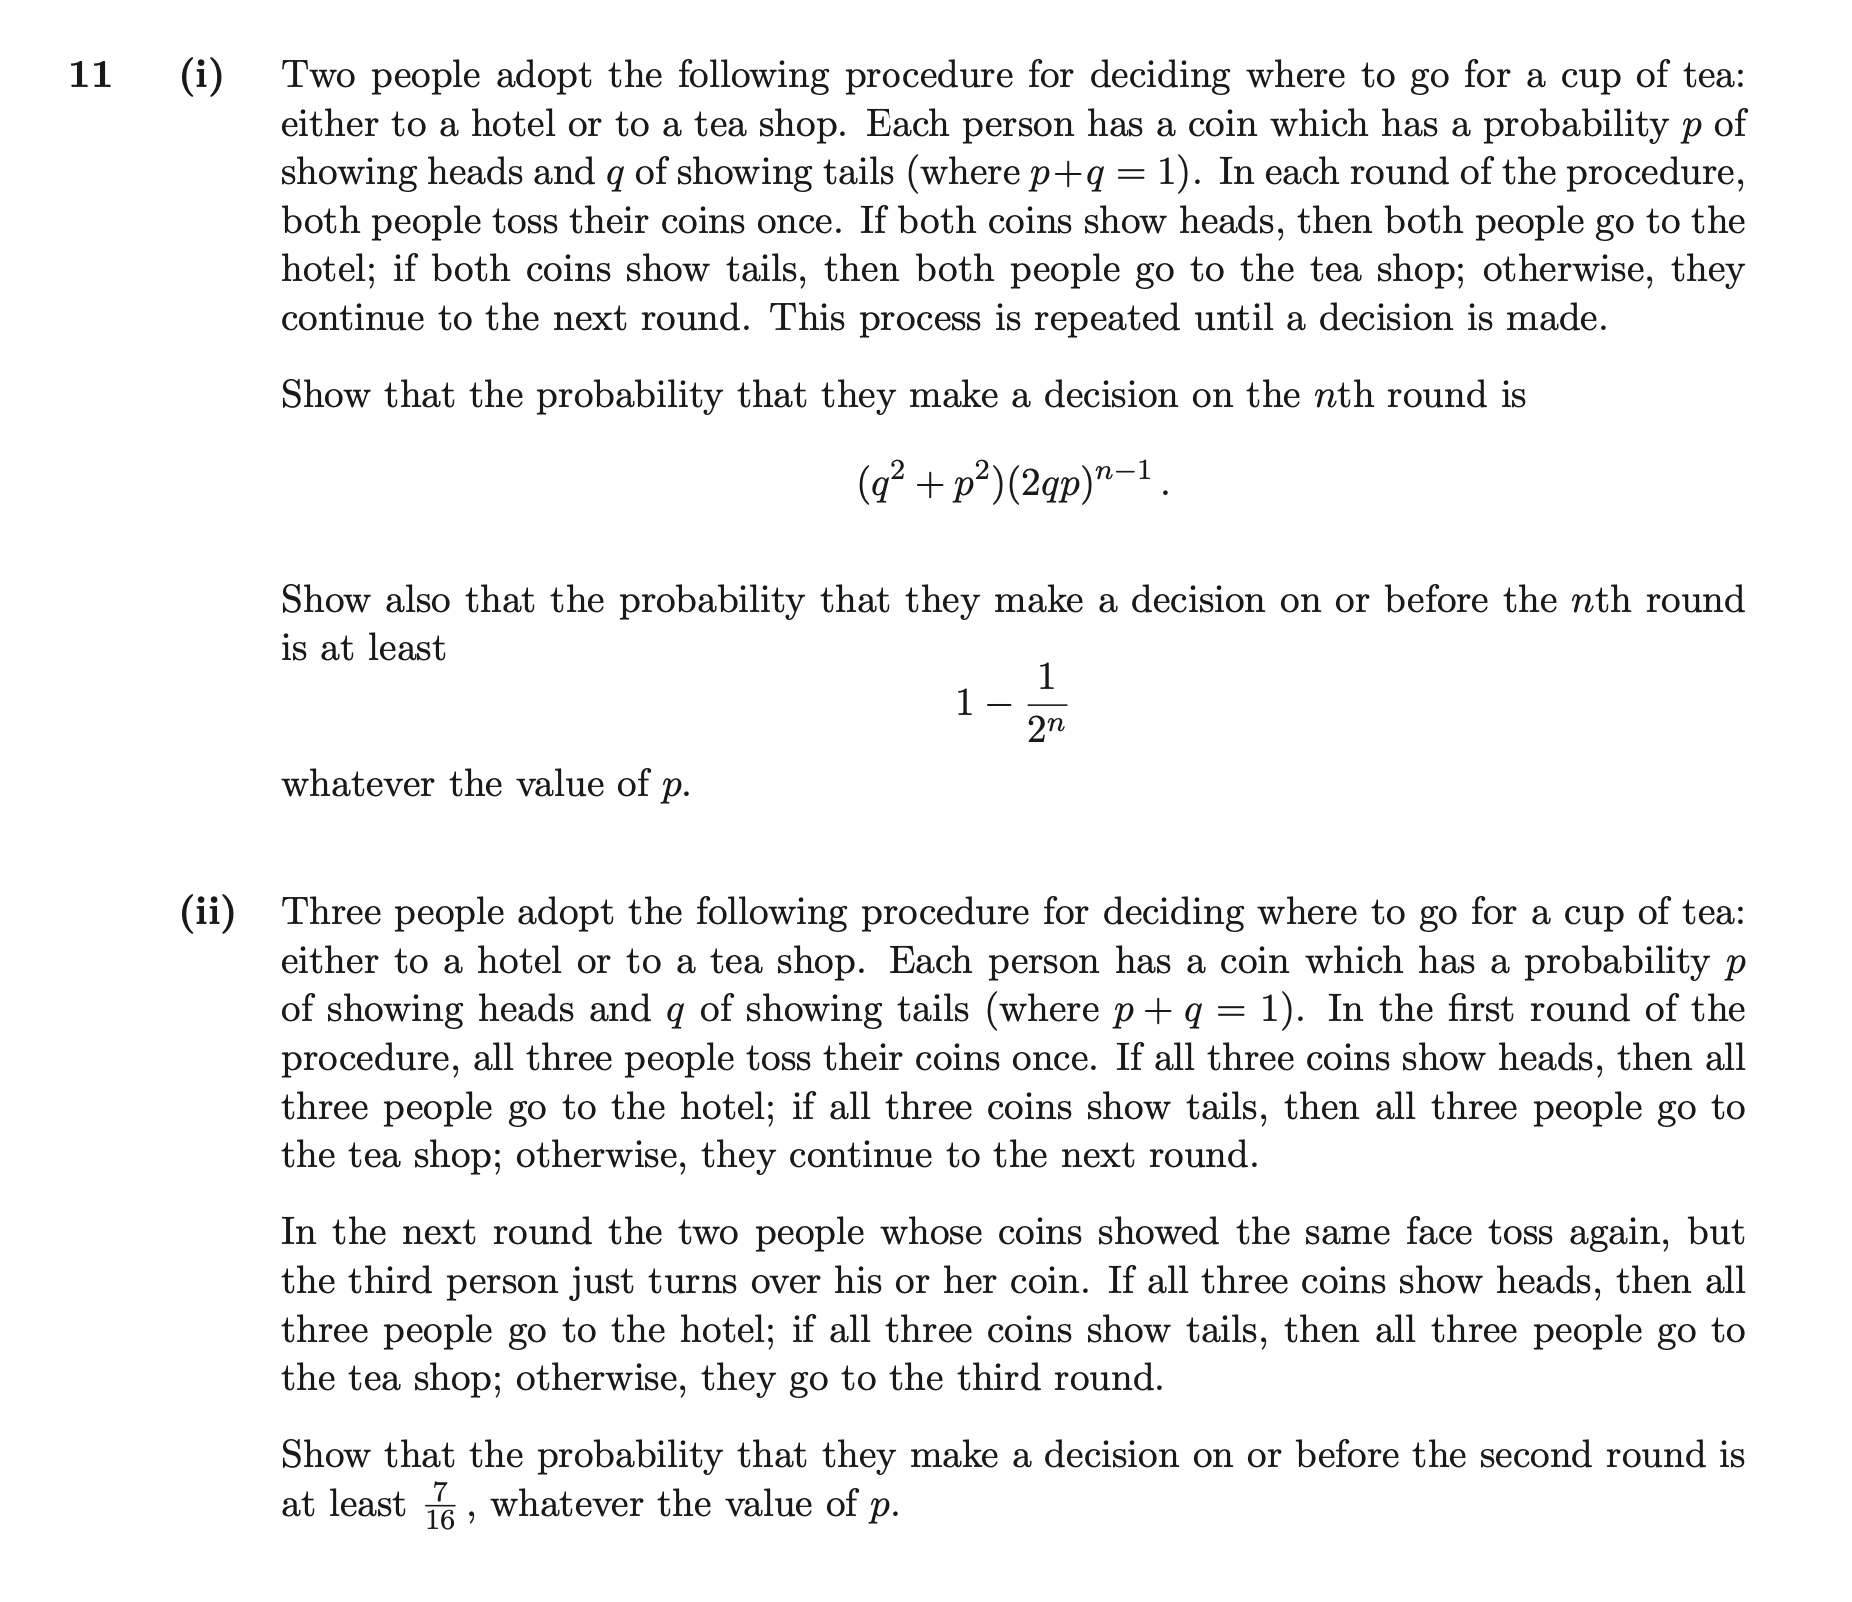 11 (i) Two people adopt the following procedure for deciding where to go for a cup of tea:
either to a hotel or to a tea shop. Each person has a coin which has a probability p of
showing heads and q of showing tails (where p+q = 1). In each round of the procedure,
both people toss their coins once. If both coins show heads, then both people go to the
hotel; if both coins show tails, then both people go to the tea shop; otherwise, they
continue to the next round. This process is repeated until a decision is made.
Show that the probability that they make a decision on the nth round is
(q² + p²)(2qp)ⁿ⁻¹ .
Show also that the probability that they make a decision on or before the nth round
is at least
1 − 1/2ⁿ
whatever the value of p.
(ii) Three people adopt the following procedure for deciding where to go for a cup of tea:
either to a hotel or to a tea shop. Each person has a coin which has a probability p
of showing heads and q of showing tails (where p + q = 1). In the first round of the
procedure, all three people toss their coins once. If all three coins show heads, then all
three people go to the hotel; if all three coins show tails, then all three people go to
the tea shop; otherwise, they continue to the next round.
In the next round the two people whose coins showed the same face toss again, but
the third person just turns over his or her coin. If all three coins show heads, then all
three people go to the hotel; if all three coins show tails, then all three people go to
the tea shop; otherwise, they go to the third round.
Show that the probability that they make a decision on or before the second round is
at least 7/16 , whatever the value of p.